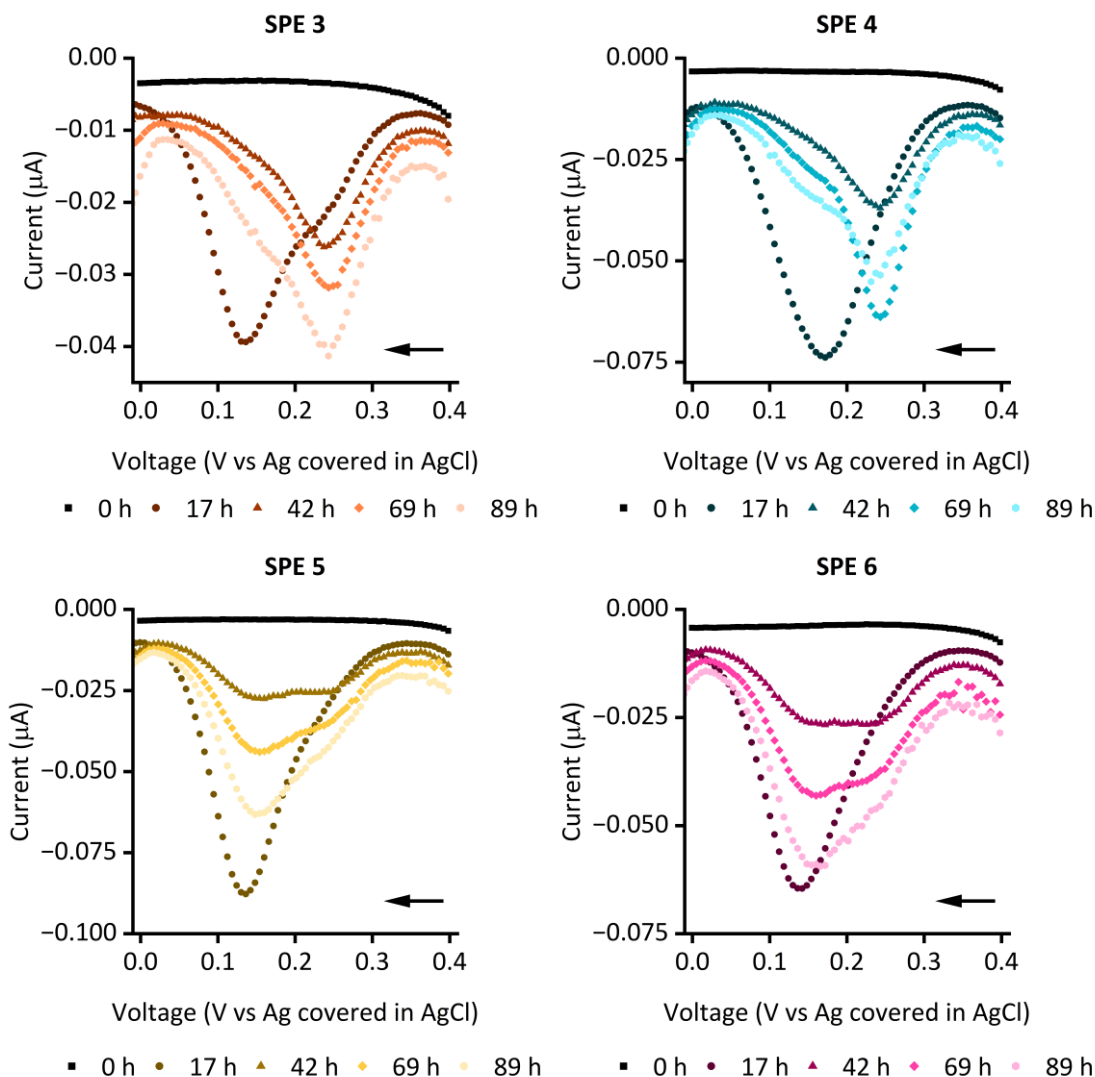 SPE 3
0.00
−0.01
−0.02
−0.03
−0.04
Current (µA)
0.0 0.1 0.2 0.3 0.4
Voltage (V vs Ag covered in AgCl)
0 h 17 h 42 h 69 h 89 h
SPE 4
0.000
−0.025
−0.050
−0.075
Current (µA)
0.0 0.1 0.2 0.3 0.4
Voltage (V vs Ag covered in AgCl)
0 h 17 h 42 h 69 h 89 h
SPE 5
0.000
−0.025
−0.050
−0.075
−0.100
Current (µA)
0.0 0.1 0.2 0.3 0.4
Voltage (V vs Ag covered in AgCl)
0 h 17 h 42 h 69 h 89 h
SPE 6
0.000
−0.025
−0.050
−0.075
Current (µA)
0.0 0.1 0.2 0.3 0.4
Voltage (V vs Ag covered in AgCl)
0 h 17 h 42 h 69 h 89 h